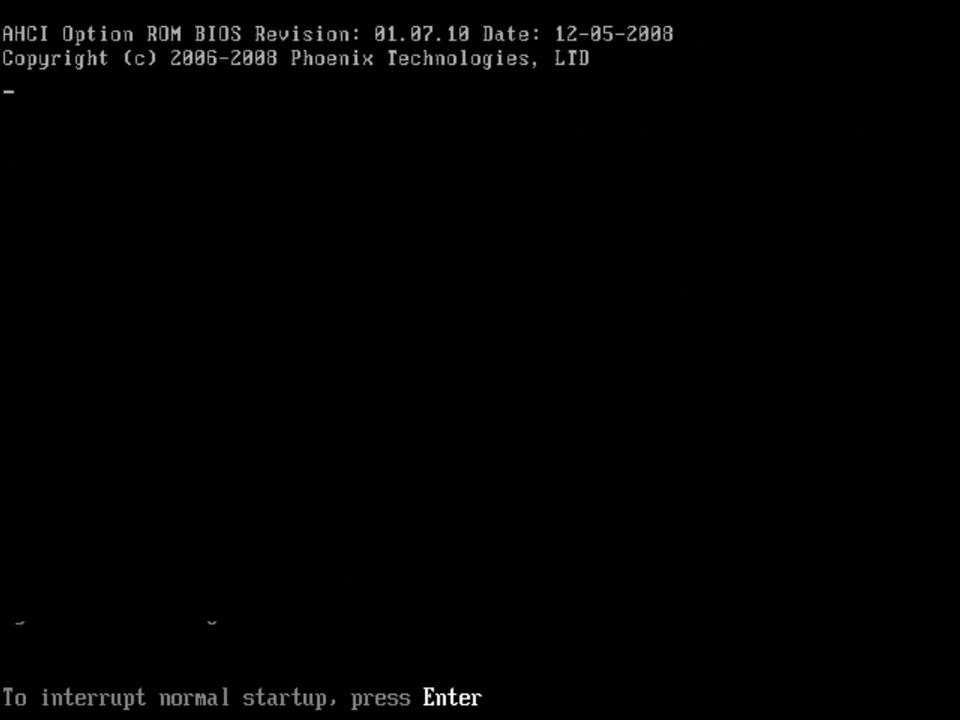 AHCI Option ROM BIOS Revision: 01.07.10 Date: 12-05-2008
Copyright (c) 2006-2008 Phoenix Technologies, LTD
To interrupt normal startup, press Enter